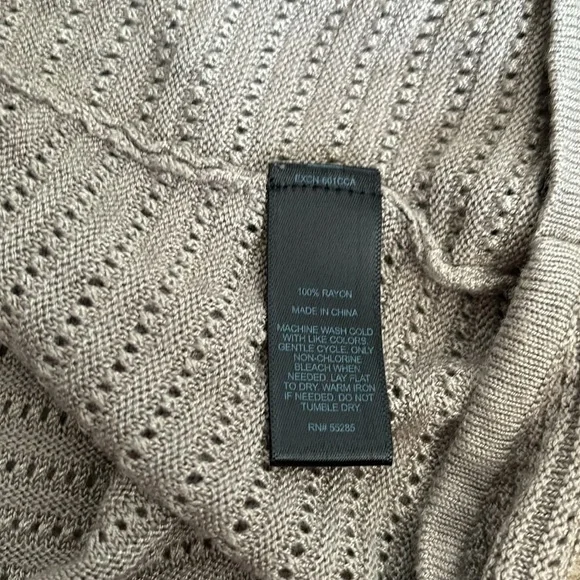 100% RAYON
MADE IN CHINA
MACHINE WASH COLD
WITH LIKE COLORS.
GENTLE CYCLE. ONLY
NON-CHLORINE
BLEACH WHEN
NEEDED. LAY FLAT
TO DRY. WARM IRON
IF NEEDED. DO NOT
TUMBLE DRY.
RN# 55285